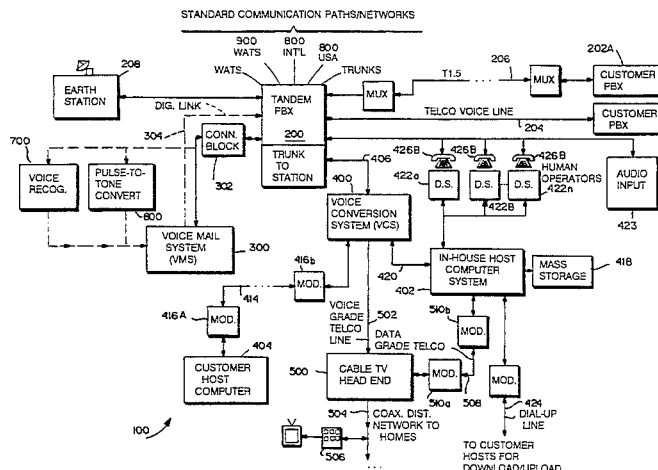 STANDARD COMMUNICATION PATHS/NETWORKS
900
WATS
800
INT'L
800
USA
WATS
TRUNKS
208
EARTH
STATION
DIG. LINK
304
TANDEM
PBX
200
TRUNK
TO
STATION
MUX
T1.5
206
MUX
202A
CUSTOMER
PBX
TELCO VOICE LINE
204
CUSTOMER
PBX
CONN.
BLOCK
302
700
VOICE
RECOG.
PULSE-TO-
TONE
CONVERT
800
VOICE MAIL
SYSTEM
(VMS)
300
406
400
VOICE
CONVERSION
SYSTEM (VCS)
426B
425B
426B
HUMAN
OPERATORS
D.S.
D.S.
D.S.
422a
422B
422n
AUDIO
INPUT
423
416b
MOD.
414
420
IN-HOUSE HOST
COMPUTER
SYSTEM
402
MASS
STORAGE
418
416A
MOD.
VOICE
GRADE
TELCO
LINE
502
DATA
GRADE TELCO
510b
MOD.
404
CUSTOMER
HOST
COMPUTER
500
CABLE TV
HEAD END
MOD.
510a
508
MOD.
424
DIAL-UP
LINE
504
COAX. DIST.
NETWORK TO
HOMES
100
506
TO CUSTOMER
HOSTS FOR
DOWNLOAD/UPLOAD